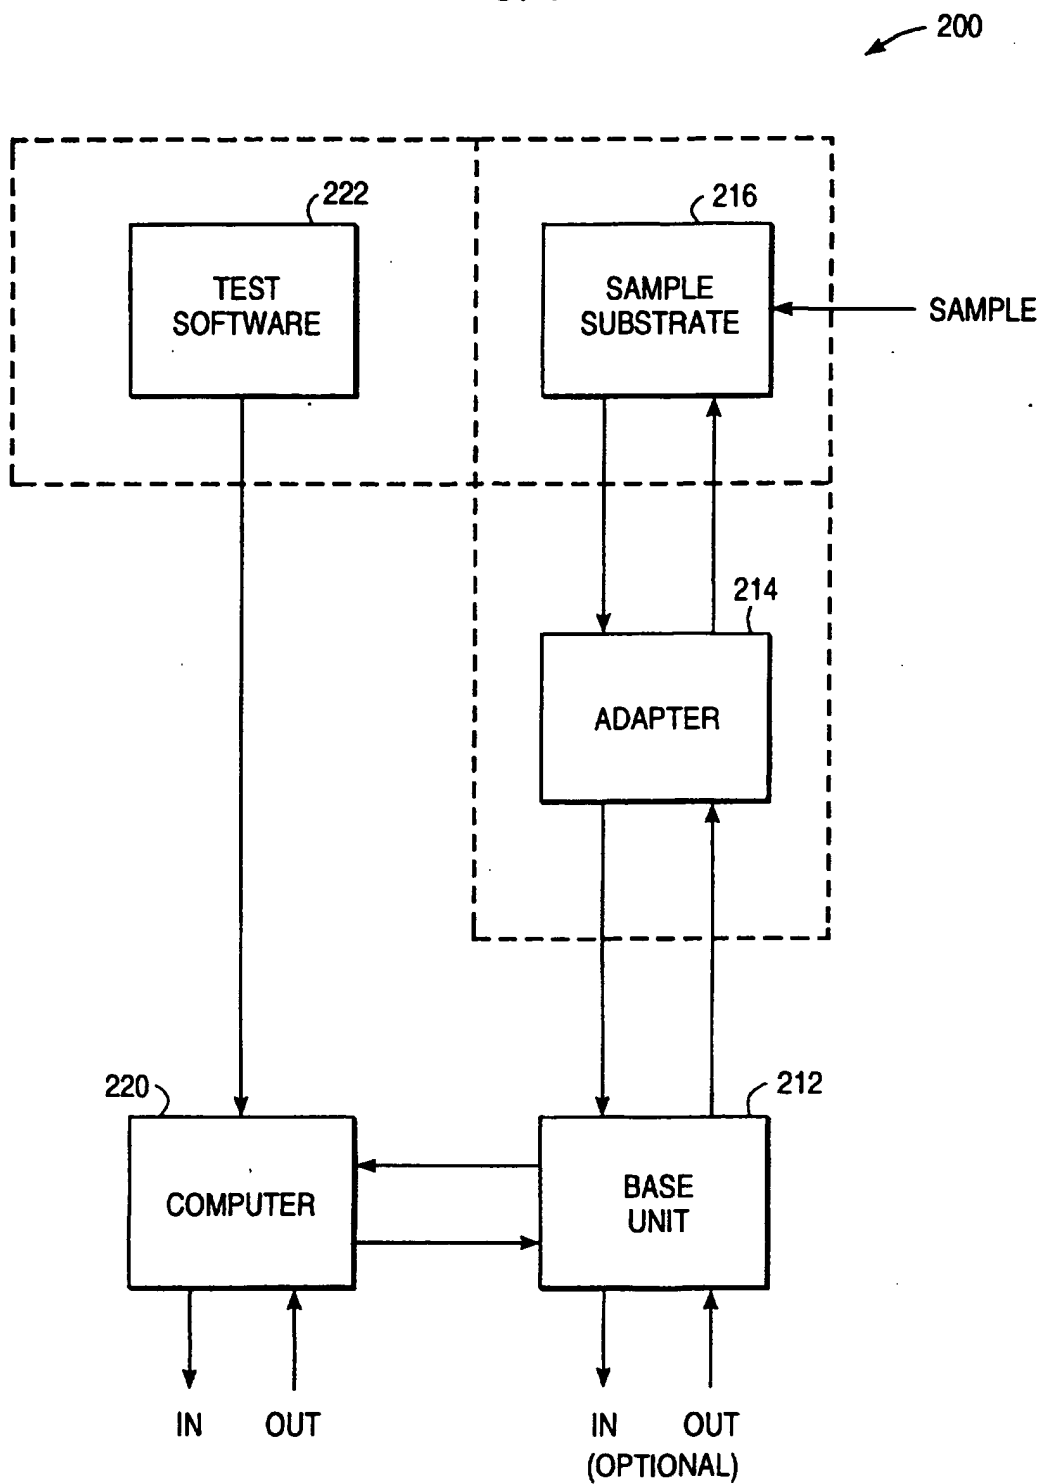 200
222
216
TEST
SOFTWARE
SAMPLE
SUBSTRATE
SAMPLE
214
ADAPTER
220
212
COMPUTER
BASE
UNIT
IN OUT
IN OUT
(OPTIONAL)